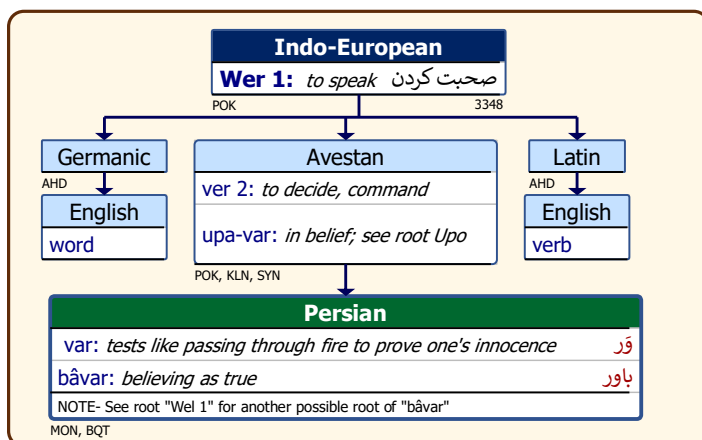 Indo-European
Wer 1: to speak صحبت کردن
POK 3348
Germanic
AHD
English
word
Avestan
ver 2: to decide, command
upa-var: in belief; see root Upo
POK, KLN, SYN
Latin
AHD
English
verb
Persian
var: tests like passing through fire to prove one's innocence وَر
bâvar: believing as true باور
NOTE- See root "Wel 1" for another possible root of "bâvar"
MON, BQT